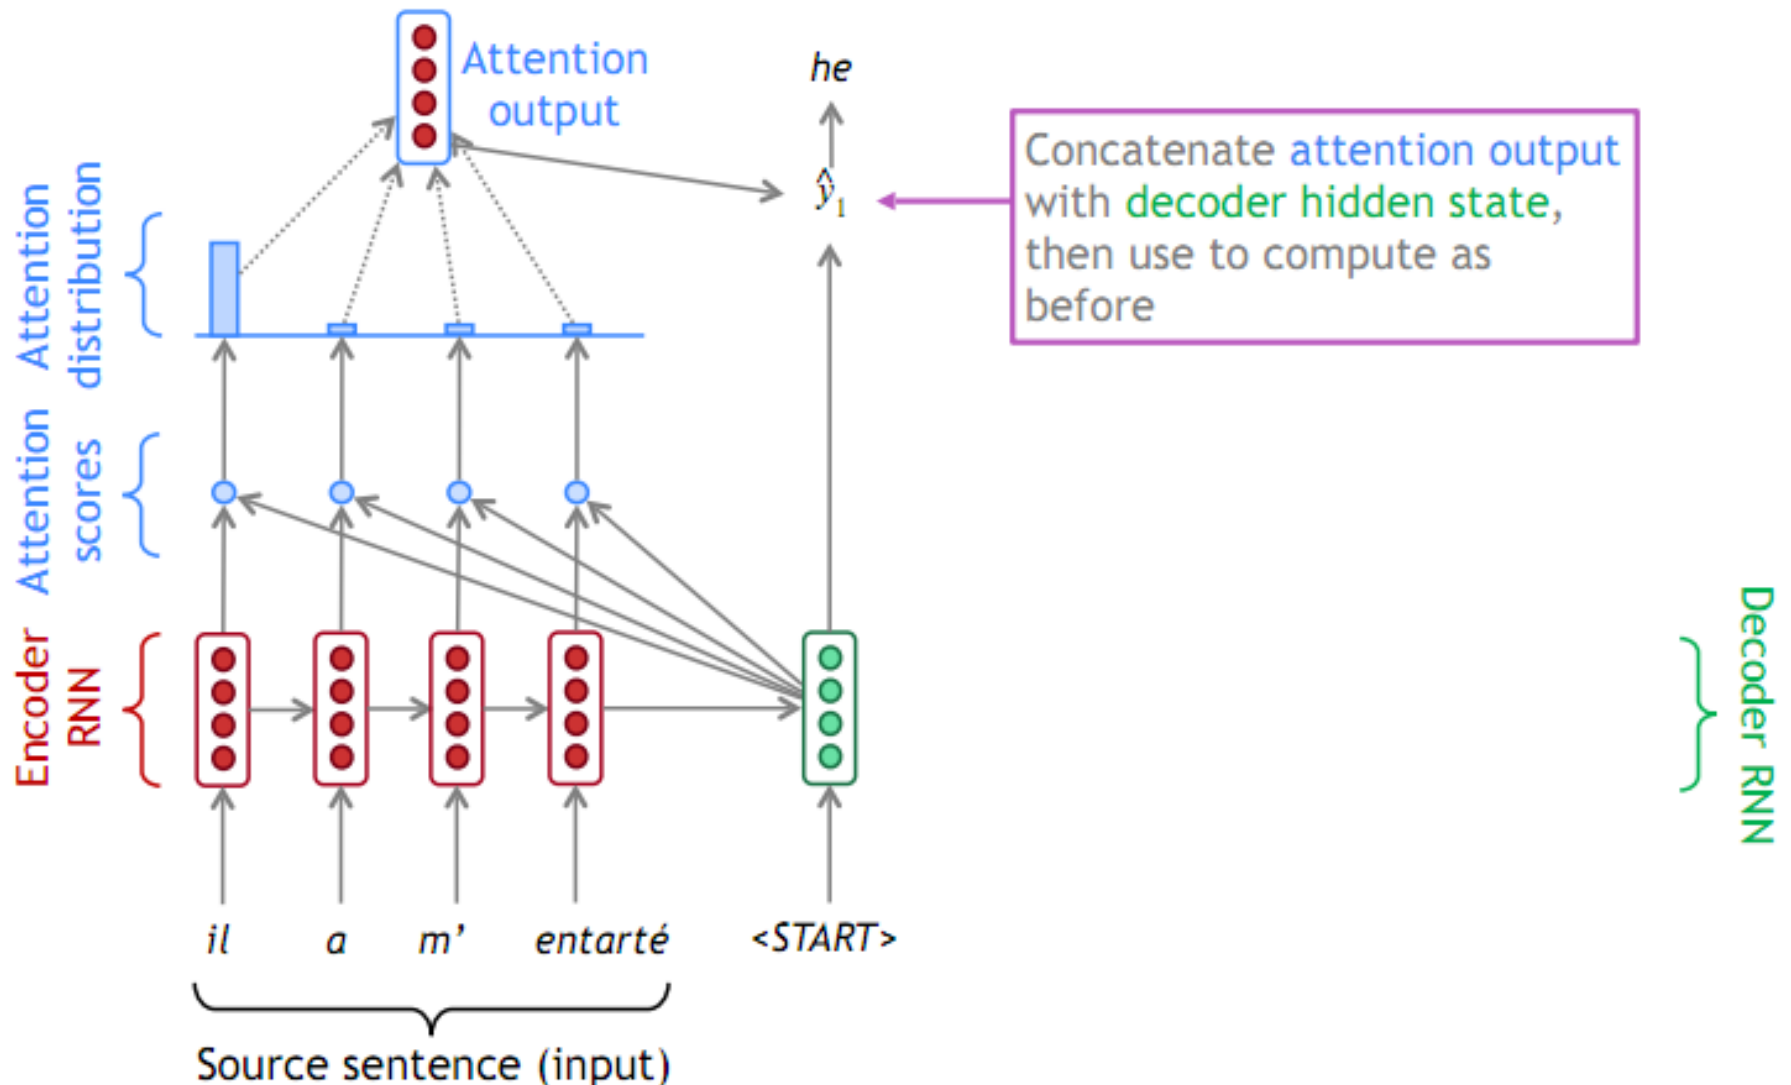 Attention
output
he
ŷ1
Concatenate attention output
with decoder hidden state,
then use to compute as
before
Attention
distribution
Attention
scores
Encoder
RNN
Decoder RNN
il a m’ entarté <START>
Source sentence (input)